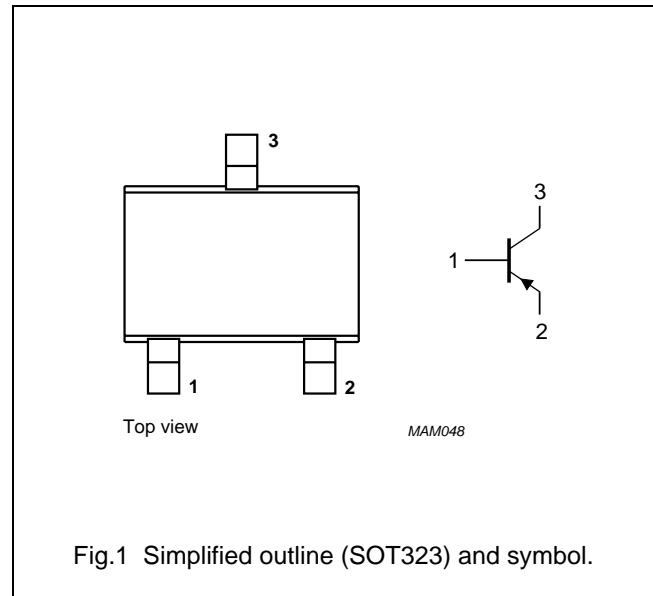 3
3
1
2
1
2
Top view
MAM048
Fig.1 Simplified outline (SOT323) and symbol.